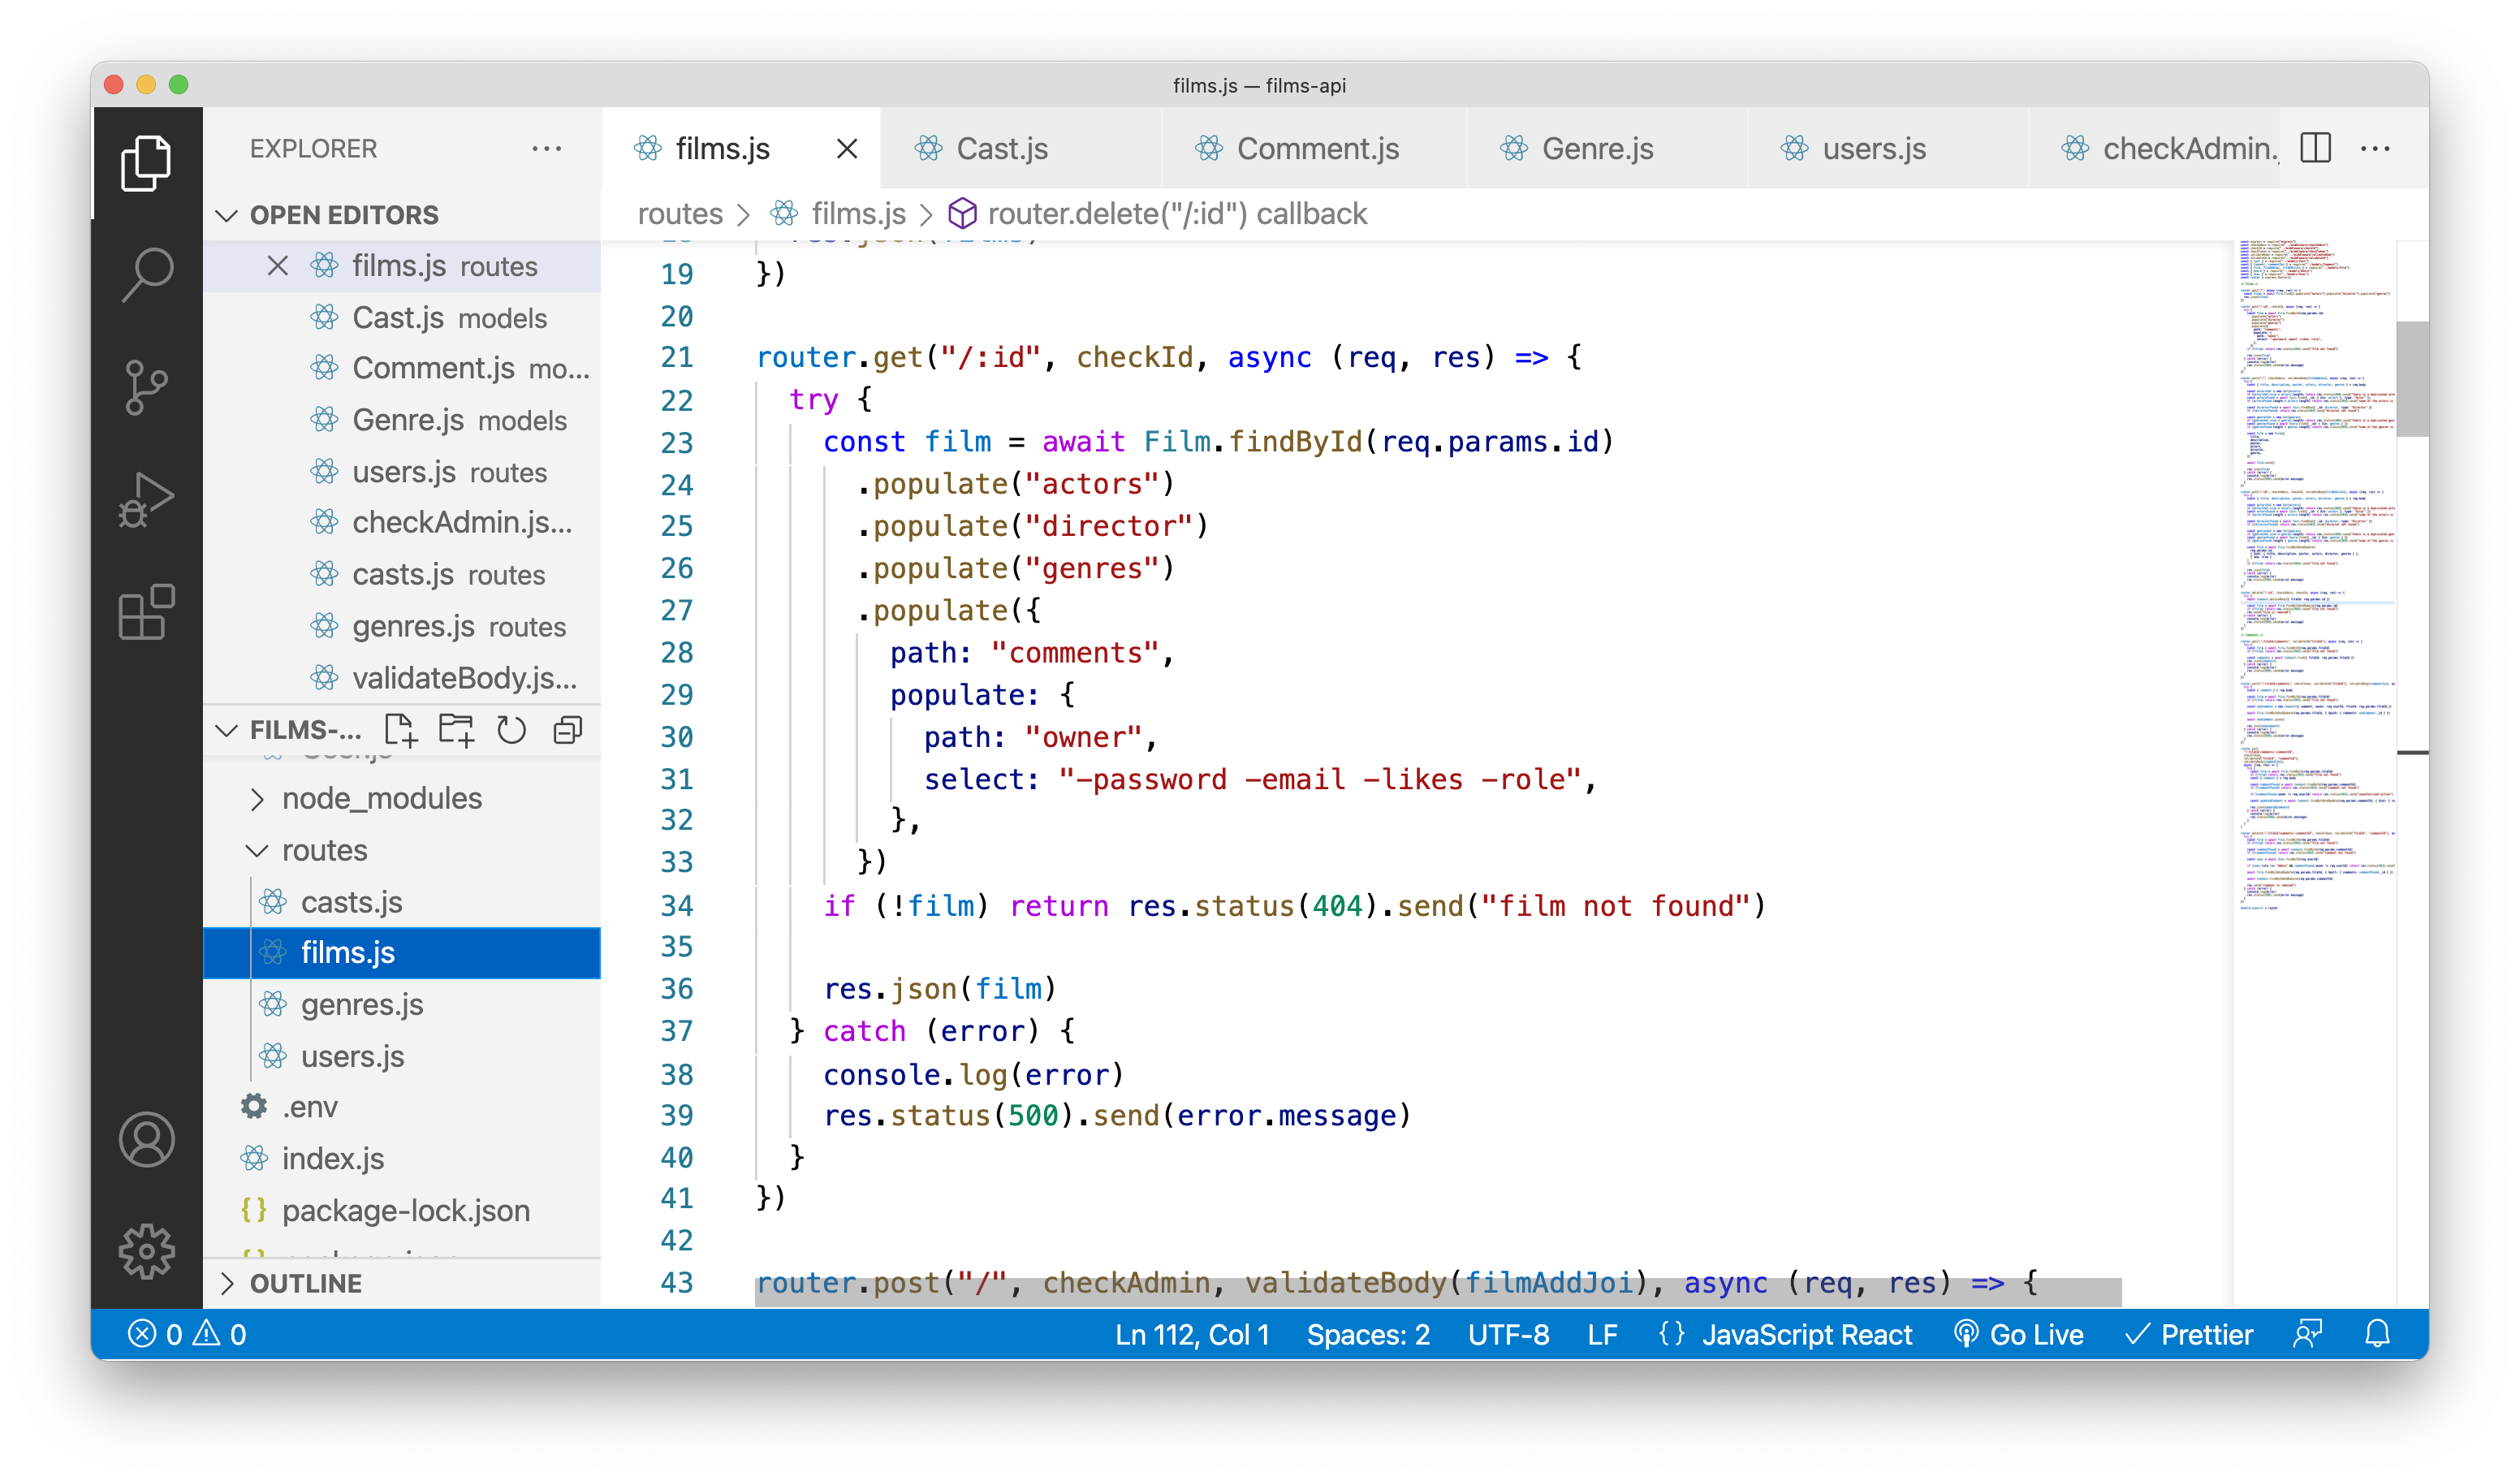 films.js — films-api
EXPLORER
films.js
Cast.js
Comment.js
Genre.js
users.js
checkAdmin.
OPEN EDITORS
routes > films.js > router.delete("/:id") callback
films.js routes
Cast.js models
Comment.js mo...
Genre.js models
users.js routes
checkAdmin.js...
casts.js routes
genres.js routes
validateBody.js...
FILMS-...
node_modules
routes
casts.js
films.js
genres.js
users.js
.env
index.js
package-lock.json
OUTLINE
19 })
20
21 router.get("/:id", checkId, async (req, res) => {
22 try {
23 const film = await Film.findById(req.params.id)
24 .populate("actors")
25 .populate("director")
26 .populate("genres")
27 .populate({
28 path: "comments",
29 populate: {
30 path: "owner",
31 select: "-password -email -likes -role",
32 },
33 })
34 if (!film) return res.status(404).send("film not found")
35
36 res.json(film)
37 } catch (error) {
38 console.log(error)
39 res.status(500).send(error.message)
40 }
41 })
42
43 router.post("/", checkAdmin, validateBody(filmAddJoi), async (req, res) => {
0 0
Ln 112, Col 1 Spaces: 2 UTF-8 LF {} JavaScript React Go Live Prettier